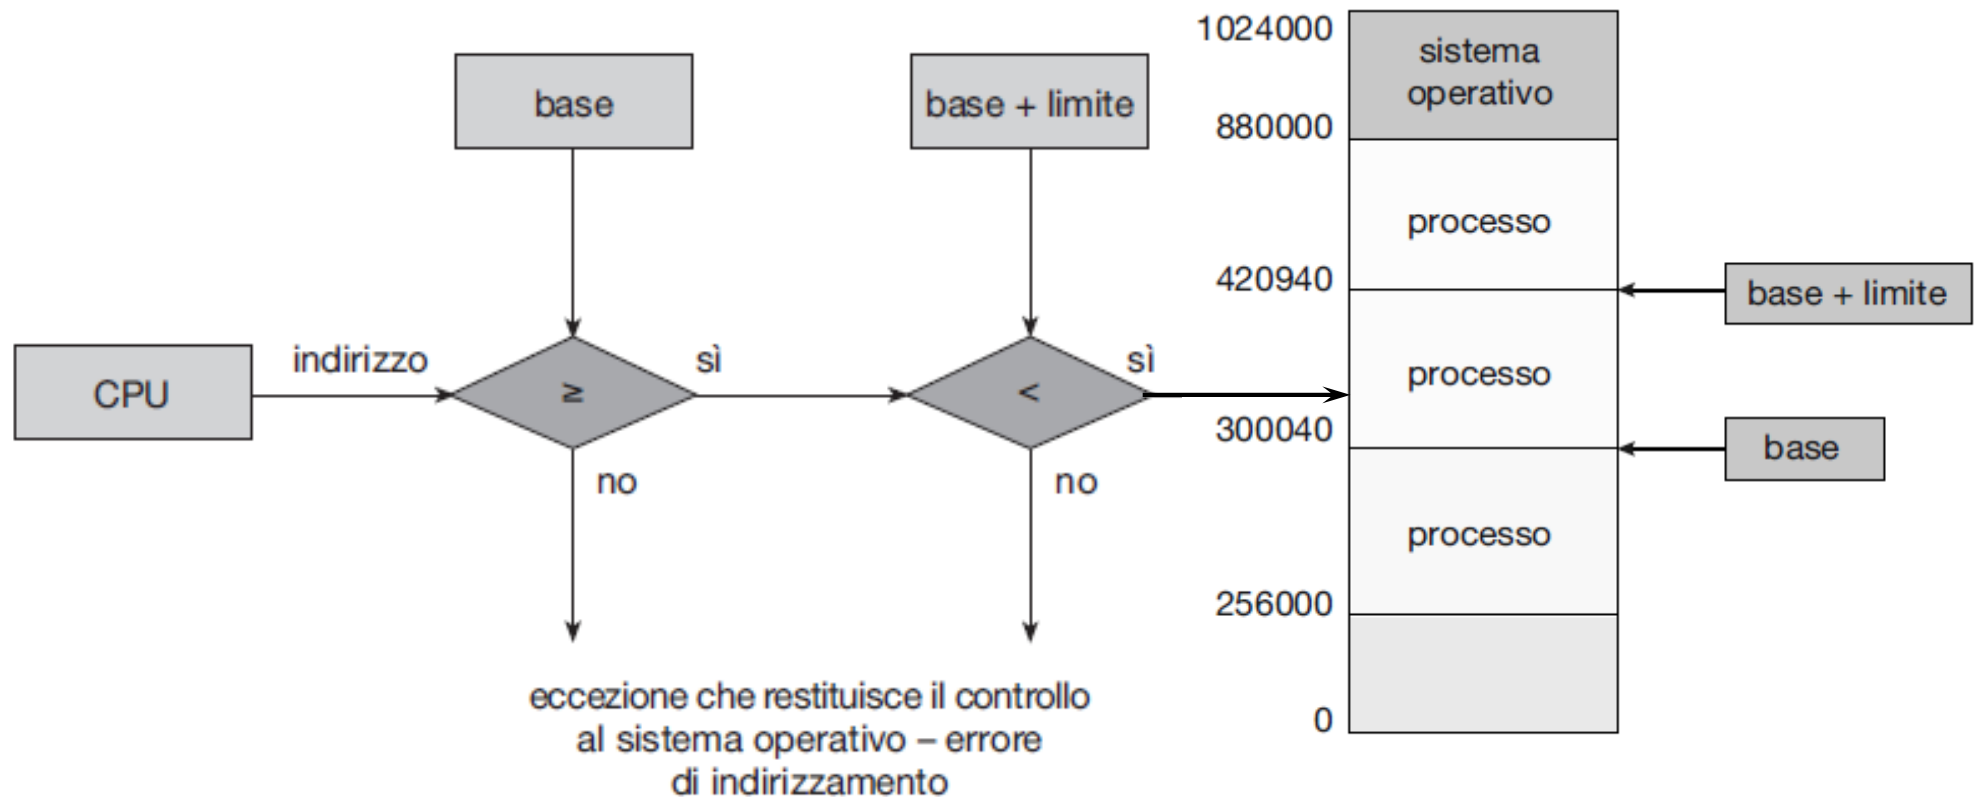 base
base + limite
CPU
indirizzo
≥
sì
<
sì
no
no
eccezione che restituisce il controllo
al sistema operativo – errore
di indirizzamento
1024000
sistema
operativo
880000
processo
420940
base + limite
processo
300040
base
processo
256000
0